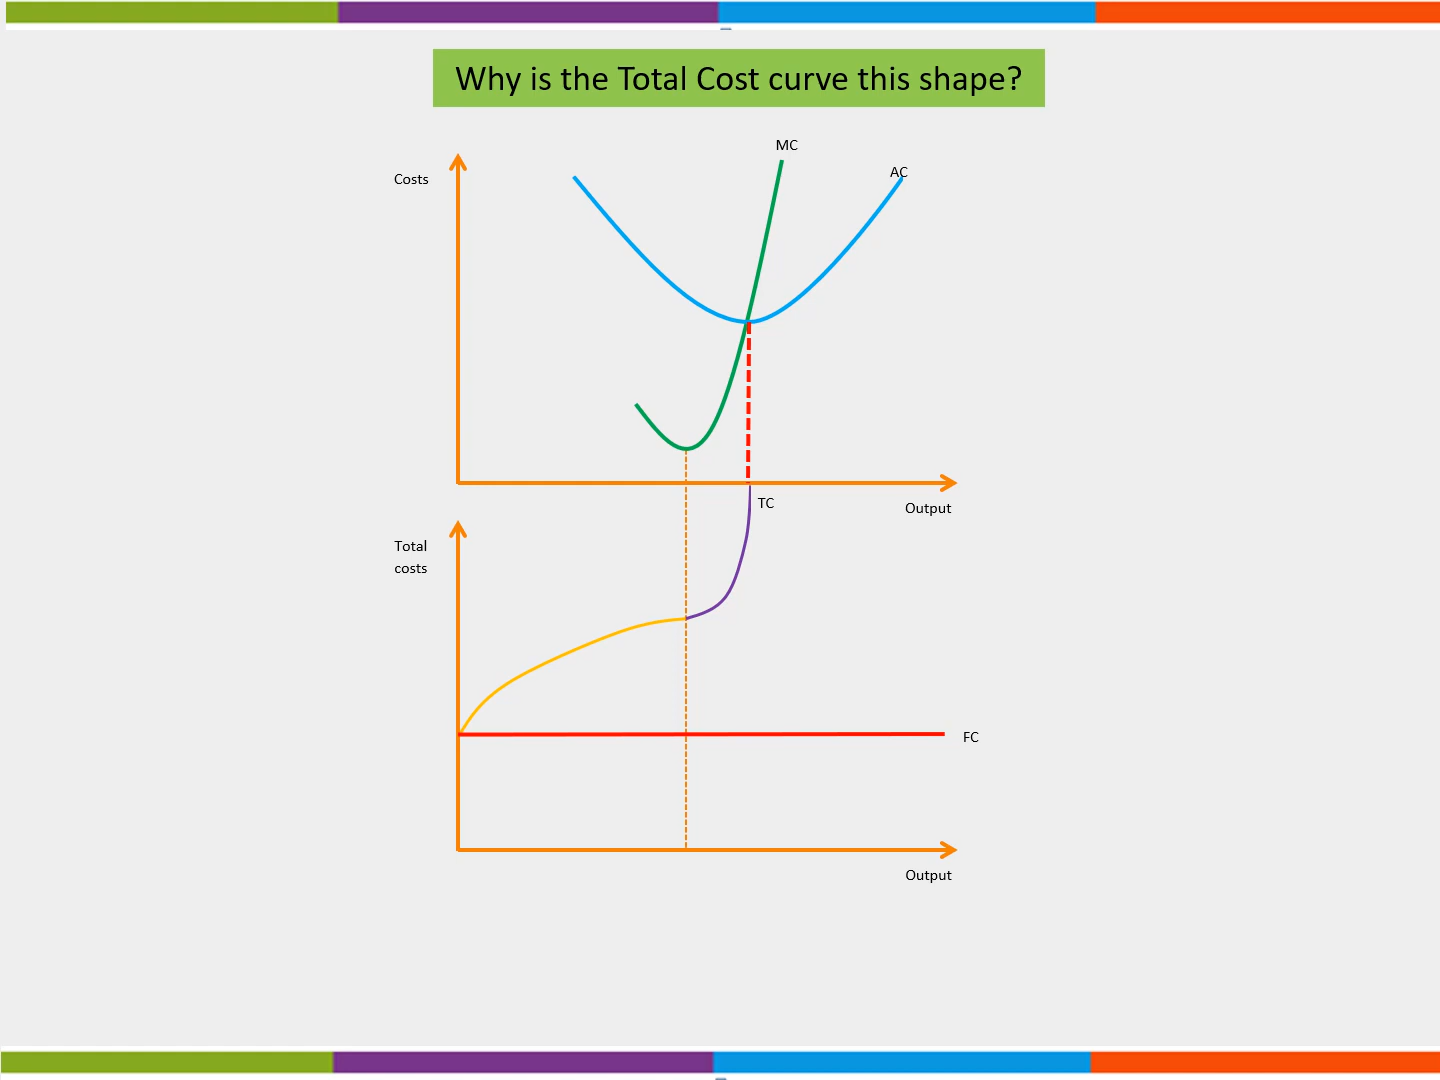 Why is the Total Cost curve this shape?
MC
AC
Costs
TC
Output
Total
costs
FC
Output